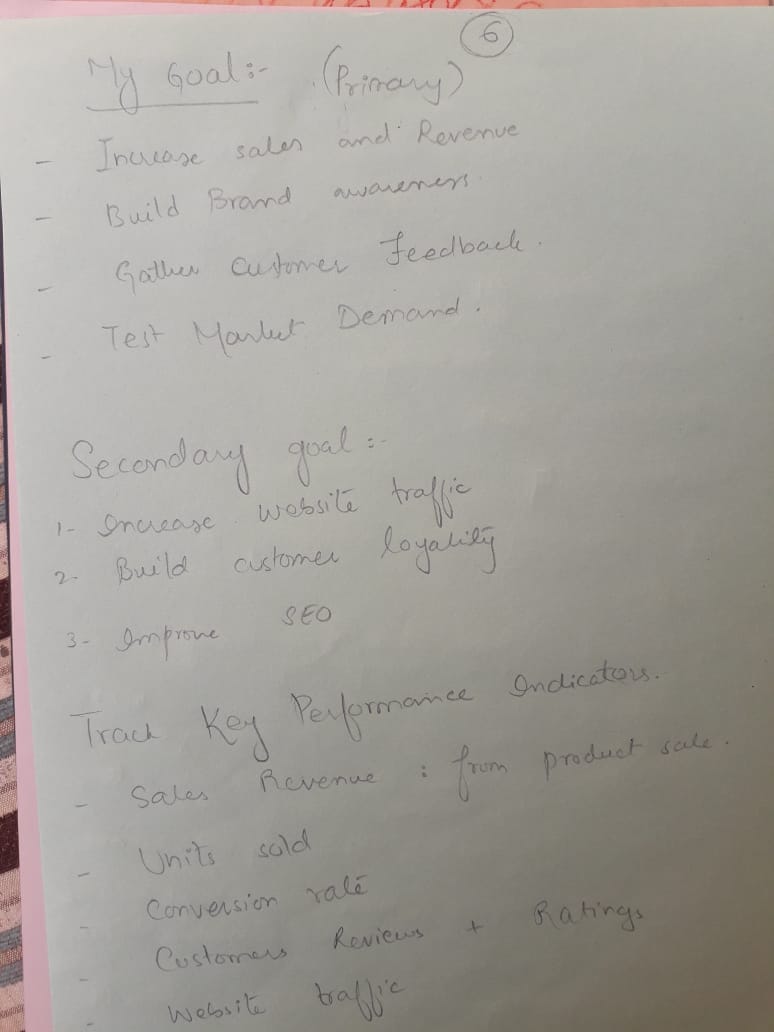 6
My Goal:- (Primary)
- Increase sales and Revenue
- Build Brand awareness.
- Gather Customer Feedback.
- Test Market Demand.
Secondary goal:-
1- Increase website traffic
2- Build customer loyality
3- Improve SEO
Track Key Performance Indicators.
- Sales Revenue : from product sale.
- Units sold
- Conversion rate
- Customers Reviews + Ratings
- Website traffic